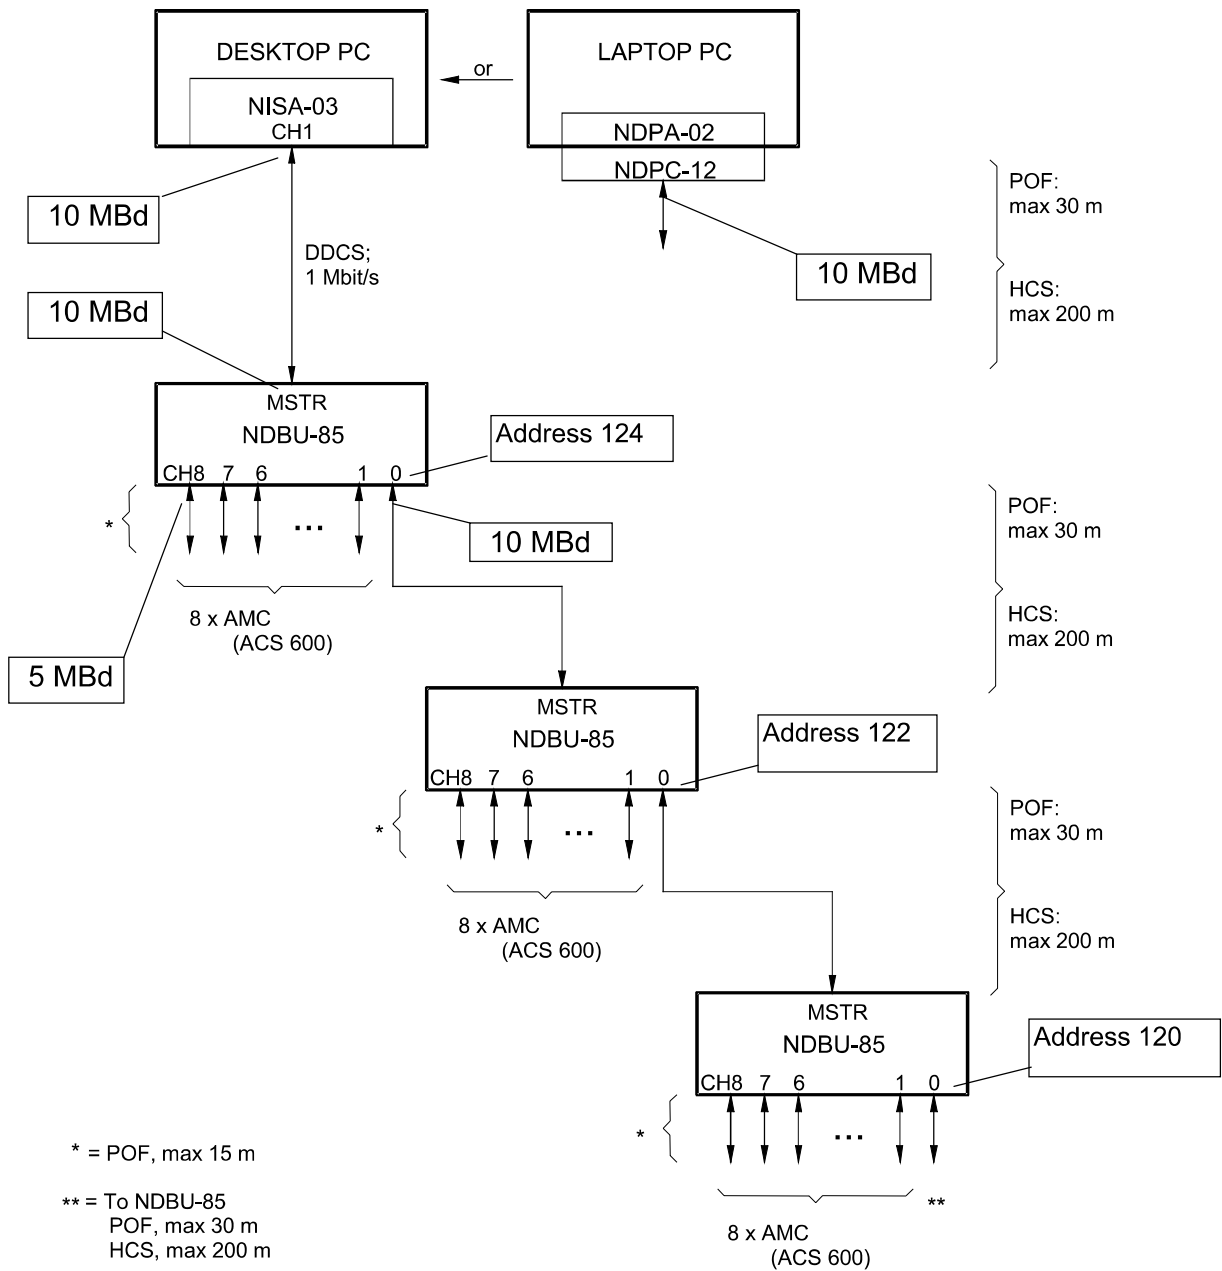 DESKTOP PC
NISA-03
CH1
or
LAPTOP PC
NDPA-02
NDPC-12
10 MBd
DDCS;
1 Mbit/s
10 MBd
10 MBd
POF:
max 30 m
HCS:
max 200 m
MSTR
NDBU-85
CH8 7 6 1 0
Address 124
*
...
10 MBd
8 x AMC
(ACS 600)
5 MBd
POF:
max 30 m
HCS:
max 200 m
MSTR
NDBU-85
CH8 7 6 1 0
Address 122
*
...
8 x AMC
(ACS 600)
POF:
max 30 m
HCS:
max 200 m
MSTR
NDBU-85
CH8 7 6 1 0
Address 120
*
...
**
8 x AMC
(ACS 600)
* = POF, max 15 m
** = To NDBU-85
POF, max 30 m
HCS, max 200 m